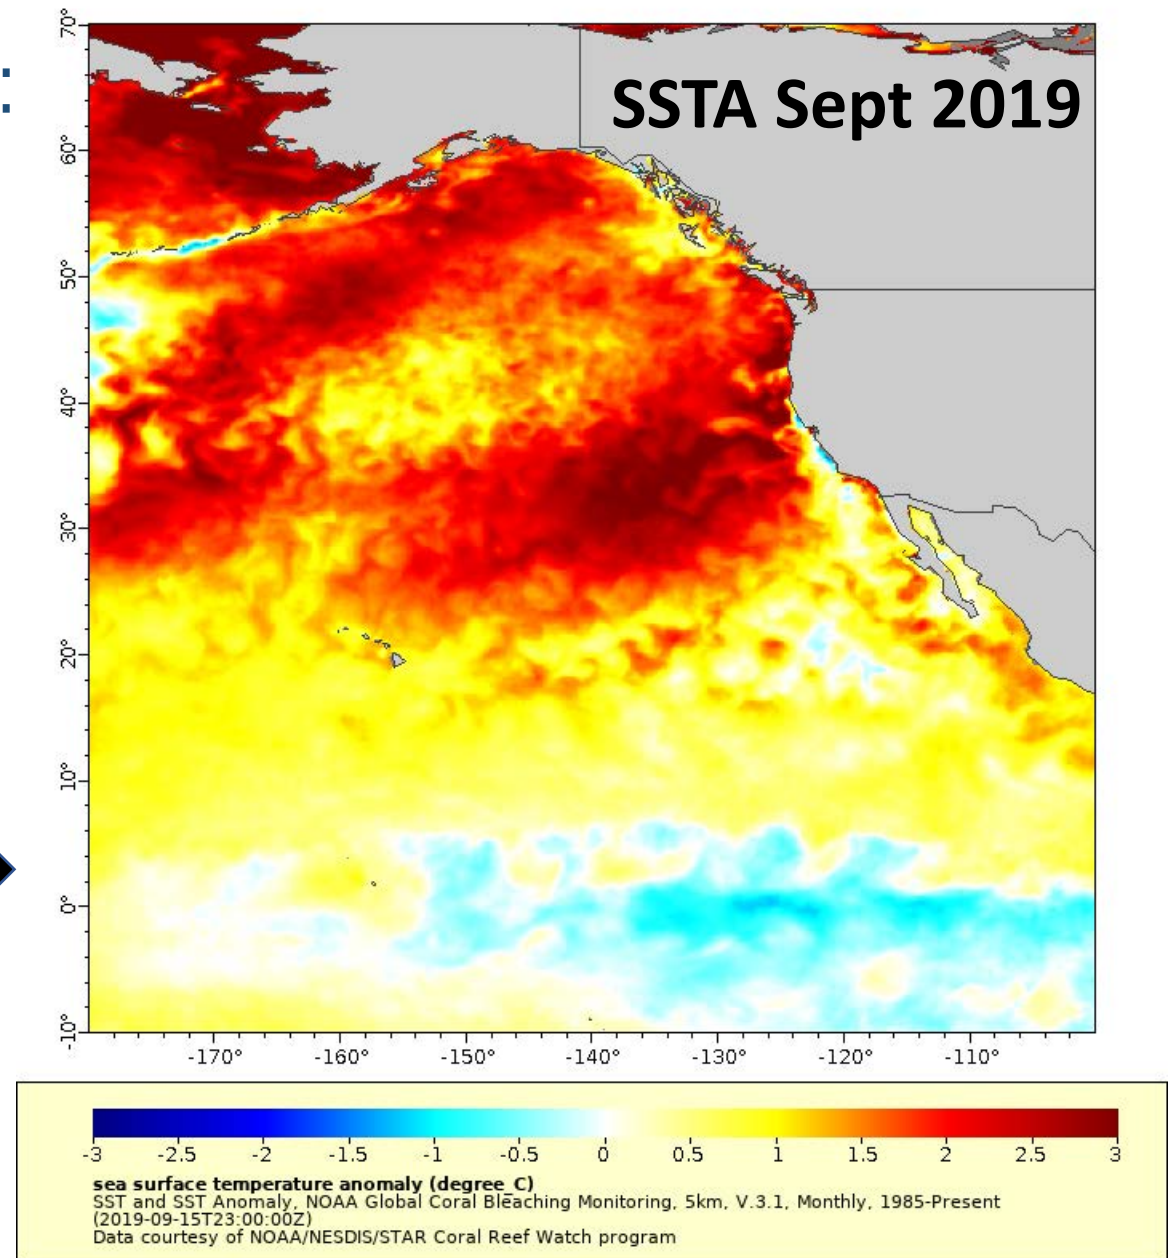 :
SSTA Sept 2019
70°
60°
50°
40°
30°
20°
10°
0°
-10°
-170° -160° -150° -140° -130° -120° -110°
-3 -2.5 -2 -1.5 -1 -0.5 0 0.5 1 1.5 2 2.5 3
sea surface temperature anomaly (degree_C)
SST and SST Anomaly, NOAA Global Coral Bleaching Monitoring, 5km, V.3.1, Monthly, 1985-Present
(2019-09-15T23:00:00Z)
Data courtesy of NOAA/NESDIS/STAR Coral Reef Watch program